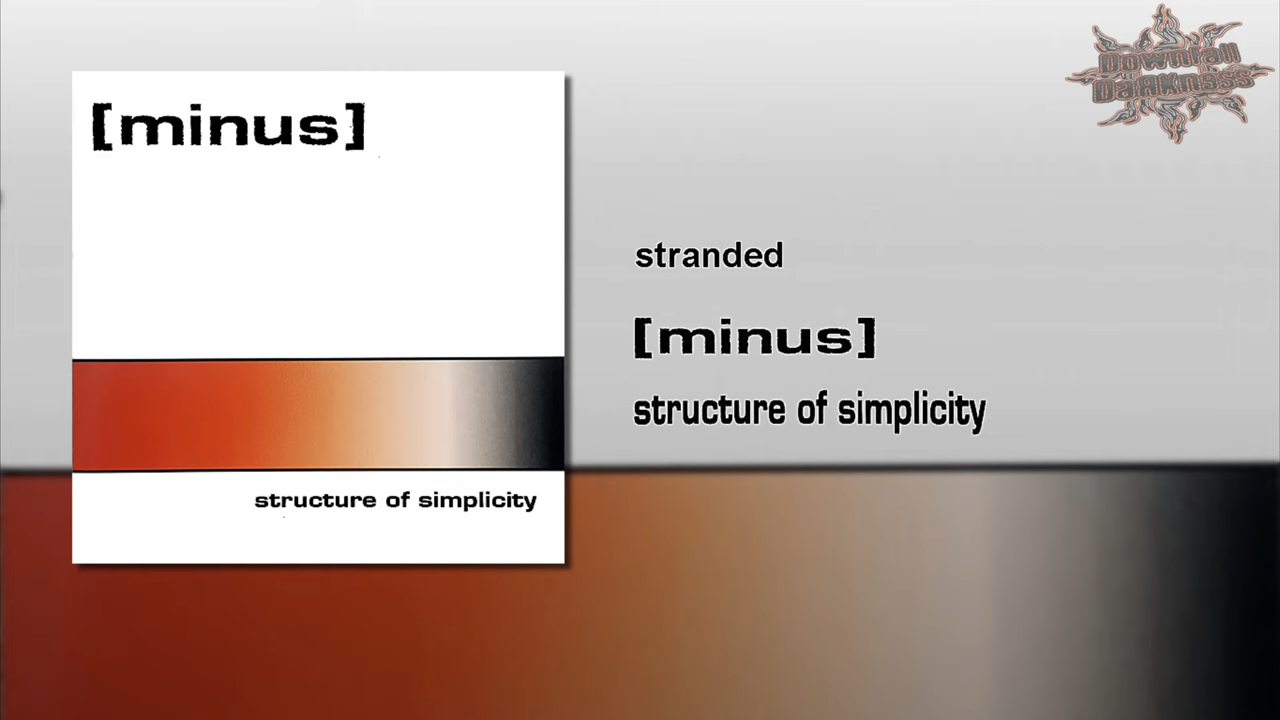 [minus]
structure of simplicity
stranded
[minus]
structure of simplicity
Downfall
DaRKness